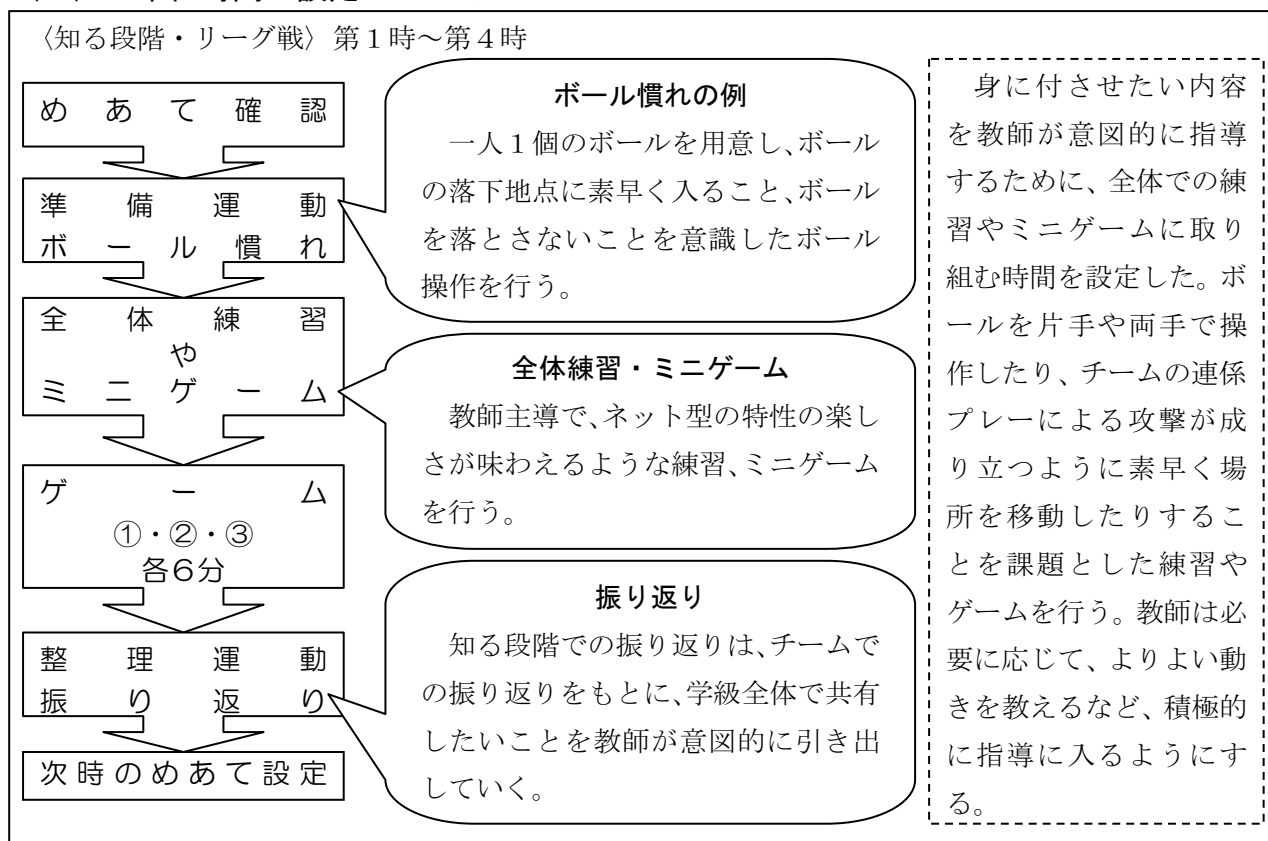 〈知る段階・リーグ戦〉第1時～第4時
めあて確認
準備運動
ボール慣れ
全体練習
や
ミニゲーム
ゲーム
①・②・③
各6分
整理運動
振り返り
次時のめあて設定
ボール慣れの例
一人1個のボールを用意し、ボール
の落下地点に素早く入ること、ボール
を落とさないことを意識したボール
操作を行う。
全体練習・ミニゲーム
教師主導で、ネット型の特性の楽し
さが味わえるような練習、ミニゲーム
を行う。
振り返り
知る段階での振り返りは、チームで
の振り返りをもとに、学級全体で共有
したいことを教師が意図的に引き出
していく。
身に付させたい内容
を教師が意図的に指導
するために、全体での練
習やミニゲームに取り
組む時間を設定した。ボ
ールを片手や両手で操
作したり、チームの連係
プレーによる攻撃が成
り立つように素早く場
所を移動したりするこ
とを課題とした練習や
ゲームを行う。教師は必
要に応じて、よりよい動
きを教えるなど、積極的
に指導に入るようにす
る。